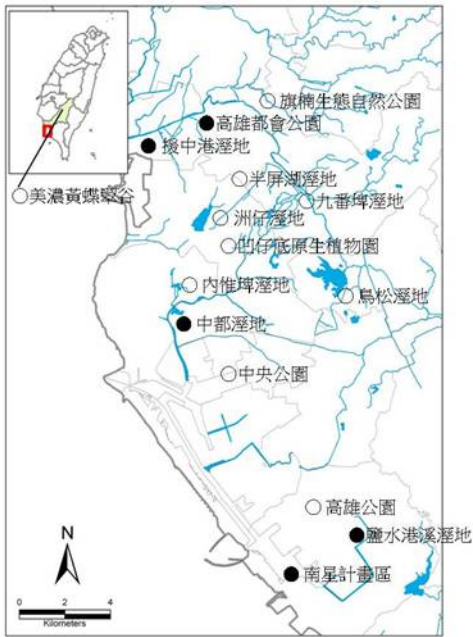 旗楠生態自然公園
高雄都會公園
援中港溼地
半屏湖溼地
九番埤溼地
美濃黃蝶翠谷
洲仔溼地
凹仔底原生植物園
內惟埤溼地
鳥松溼地
中都溼地
中央公園
高雄公園
鹽水港溪溼地
南星計畫區
N
0 2 4
Kilometers